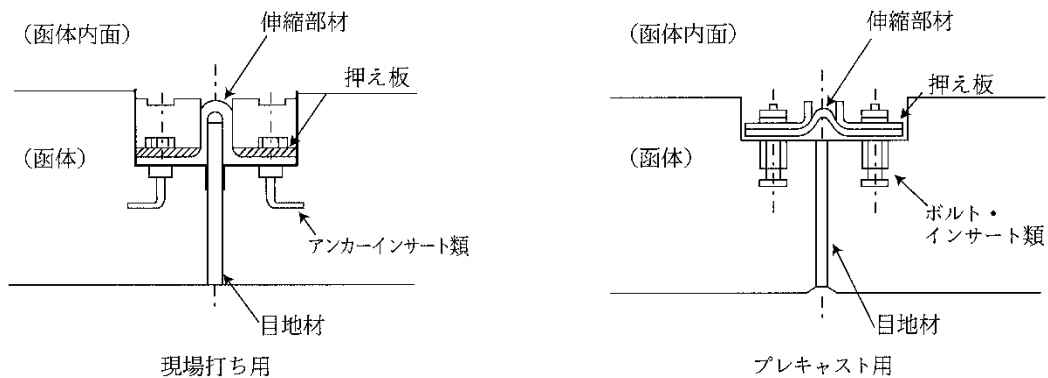 （函体内面）
伸縮部材
押え板
（函体）
アンカーインサート類
目地材
現場打ち用
（函体内面）
伸縮部材
押え板
（函体）
ボルト・
インサート類
目地材
プレキャスト用